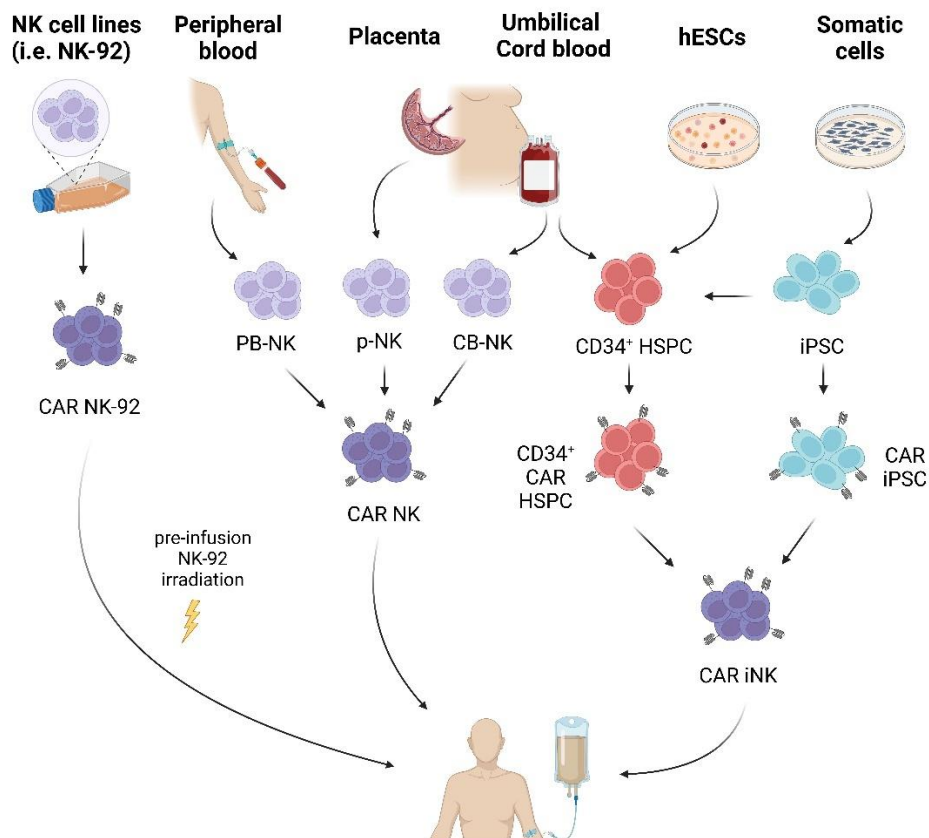 NK cell lines
(i.e. NK-92)
Peripheral
blood
Placenta
Umbilical
Cord blood
hESCs
Somatic
cells
PB-NK
p-NK
CB-NK
CD34⁺ HSPC
iPSC
CAR NK-92
CAR NK
CD34⁺
CAR
HSPC
CAR
iPSC
pre-infusion
NK-92
irradiation
CAR iNK